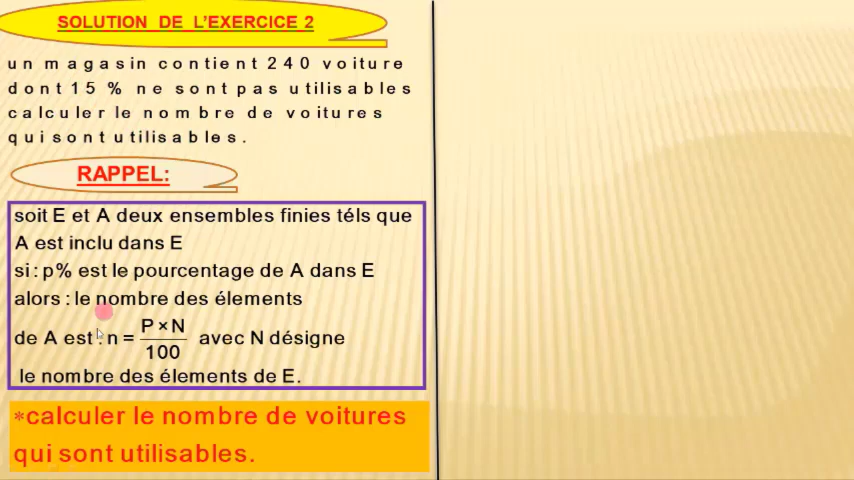 SOLUTION DE L'EXERCICE 2
un magasin contient 240 voiture
dont 15 % ne sont pas utilisables
calculer le nombre de voitures
qui sont utilisables.
RAPPEL:
soit E et A deux ensembles finies téls que
A est inclu dans E
si : p% est le pourcentage de A dans E
alors : le nombre des élements
de A est : n = P × N / 100 avec N désigne
le nombre des élements de E.
*calculer le nombre de voitures
qui sont utilisables.